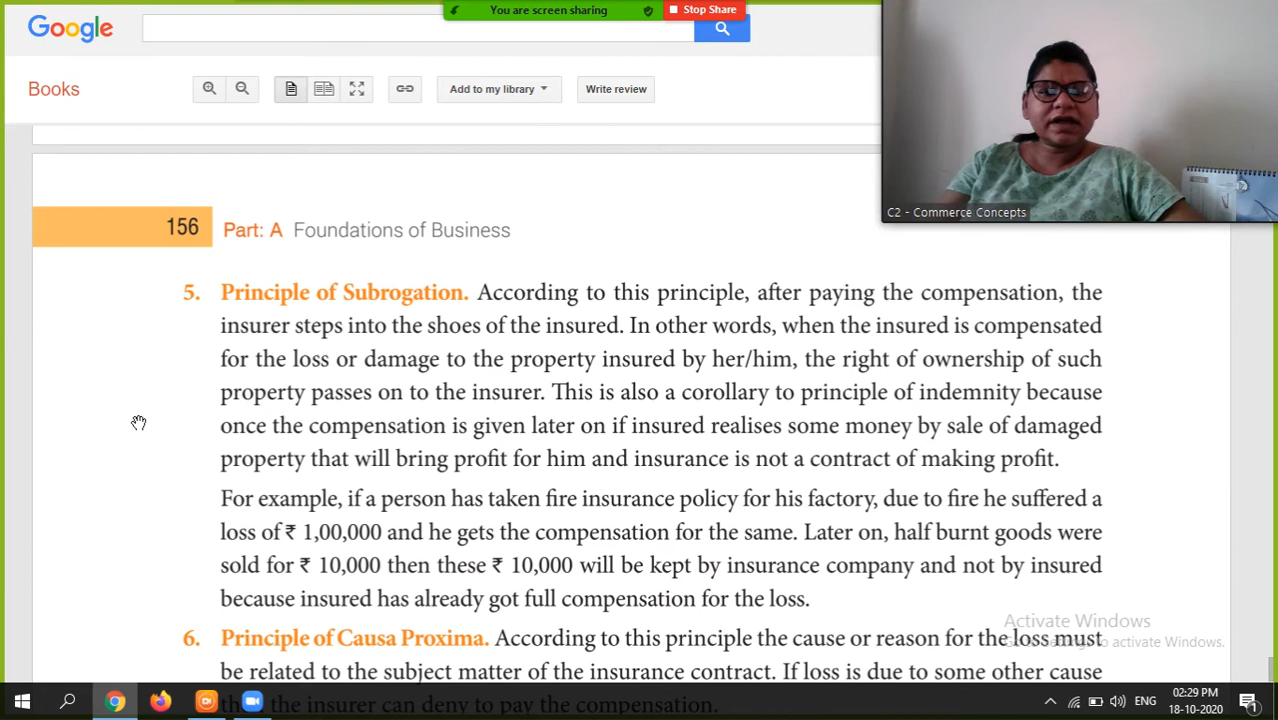 You are screen sharing
Stop Share
Google
Books
Add to my library
Write review
C2 - Commerce Concepts
156 Part: A Foundations of Business
5. Principle of Subrogation. According to this principle, after paying the compensation, the
insurer steps into the shoes of the insured. In other words, when the insured is compensated
for the loss or damage to the property insured by her/him, the right of ownership of such
property passes on to the insurer. This is also a corollary to principle of indemnity because
once the compensation is given later on if insured realises some money by sale of damaged
property that will bring profit for him and insurance is not a contract of making profit.
For example, if a person has taken fire insurance policy for his factory, due to fire he suffered a
loss of ₹ 1,00,000 and he gets the compensation for the same. Later on, half burnt goods were
sold for ₹ 10,000 then these ₹ 10,000 will be kept by insurance company and not by insured
because insured has already got full compensation for the loss.
Activate Windows
6. Principle of Causa Proxima. According to this principle the cause or reason for the loss must
Go to Settings to activate Windows.
be related to the subject matter of the insurance contract. If loss is due to some other cause
the insurer can deny to pay the compensation.
ENG
02:29 PM
18-10-2020
1